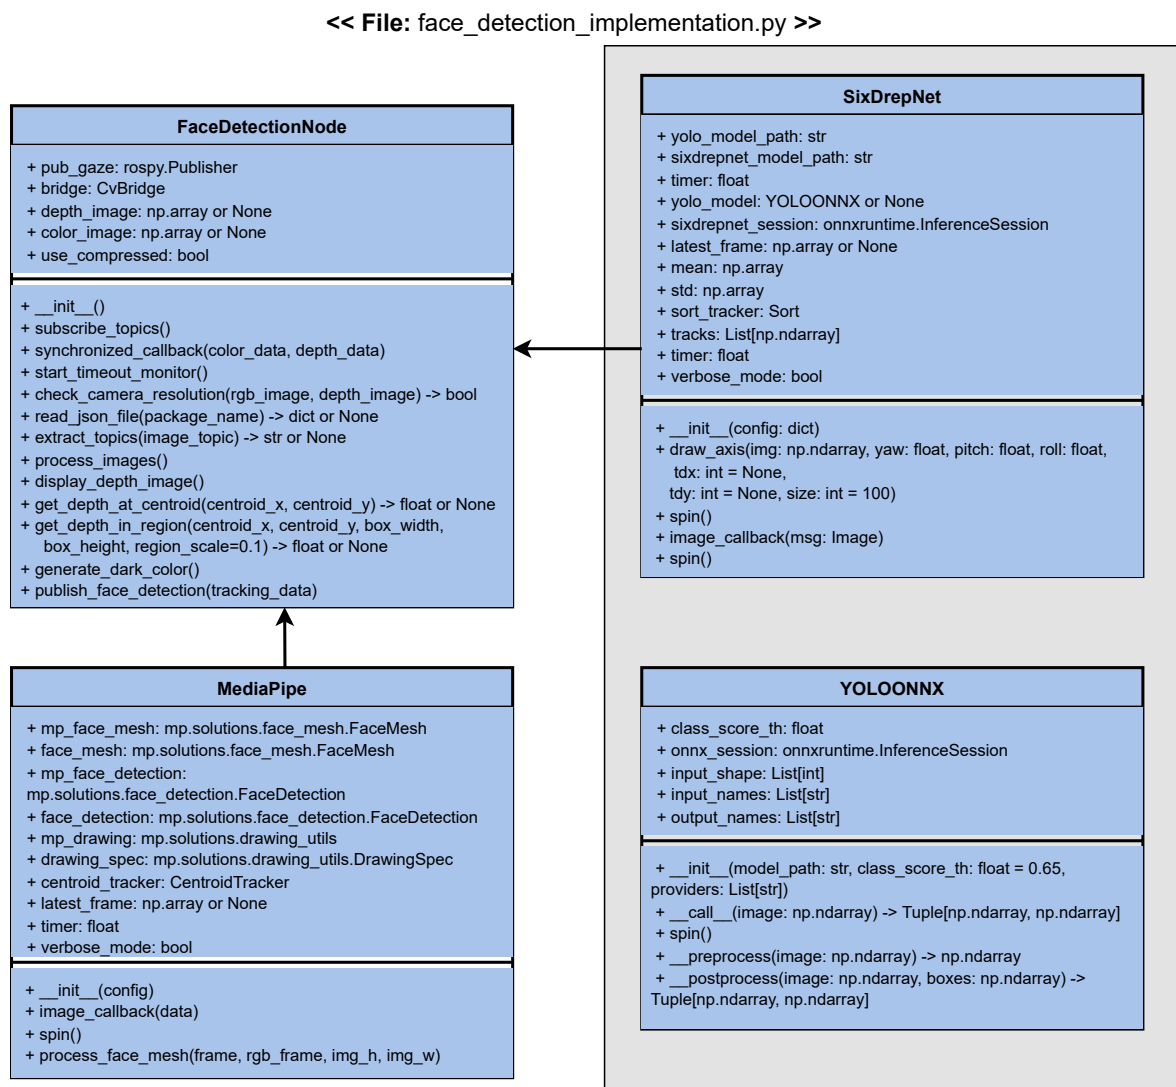 << File: face_detection_implementation.py >>
FaceDetectionNode
+ pub_gaze: rospy.Publisher
+ bridge: CvBridge
+ depth_image: np.array or None
+ color_image: np.array or None
+ use_compressed: bool
+ __init__()
+ subscribe_topics()
+ synchronized_callback(color_data, depth_data)
+ start_timeout_monitor()
+ check_camera_resolution(rgb_image, depth_image) -> bool
+ read_json_file(package_name) -> dict or None
+ extract_topics(image_topic) -> str or None
+ process_images()
+ display_depth_image()
+ get_depth_at_centroid(centroid_x, centroid_y) -> float or None
+ get_depth_in_region(centroid_x, centroid_y, box_width,
box_height, region_scale=0.1) -> float or None
+ generate_dark_color()
+ publish_face_detection(tracking_data)
SixDrepNet
+ yolo_model_path: str
+ sixdrepnet_model_path: str
+ timer: float
+ yolo_model: YOLOONNX or None
+ sixdrepnet_session: onnxruntime.InferenceSession
+ latest_frame: np.array or None
+ mean: np.array
+ std: np.array
+ sort_tracker: Sort
+ tracks: List[np.ndarray]
+ timer: float
+ verbose_mode: bool
+ __init__(config: dict)
+ draw_axis(img: np.ndarray, yaw: float, pitch: float, roll: float,
tdx: int = None,
tdy: int = None, size: int = 100)
+ spin()
+ image_callback(msg: Image)
+ spin()
MediaPipe
+ mp_face_mesh: mp.solutions.face_mesh.FaceMesh
+ face_mesh: mp.solutions.face_mesh.FaceMesh
+ mp_face_detection:
mp.solutions.face_detection.FaceDetection
+ face_detection: mp.solutions.face_detection.FaceDetection
+ mp_drawing: mp.solutions.drawing_utils
+ drawing_spec: mp.solutions.drawing_utils.DrawingSpec
+ centroid_tracker: CentroidTracker
+ latest_frame: np.array or None
+ timer: float
+ verbose_mode: bool
+ __init__(config)
+ image_callback(data)
+ spin()
+ process_face_mesh(frame, rgb_frame, img_h, img_w)
YOLOONNX
+ class_score_th: float
+ onnx_session: onnxruntime.InferenceSession
+ input_shape: List[int]
+ input_names: List[str]
+ output_names: List[str]
+ __init__(model_path: str, class_score_th: float = 0.65,
providers: List[str])
+ __call__(image: np.ndarray) -> Tuple[np.ndarray, np.ndarray]
+ spin()
+ __preprocess(image: np.ndarray) -> np.ndarray
+ __postprocess(image: np.ndarray, boxes: np.ndarray) ->
Tuple[np.ndarray, np.ndarray]